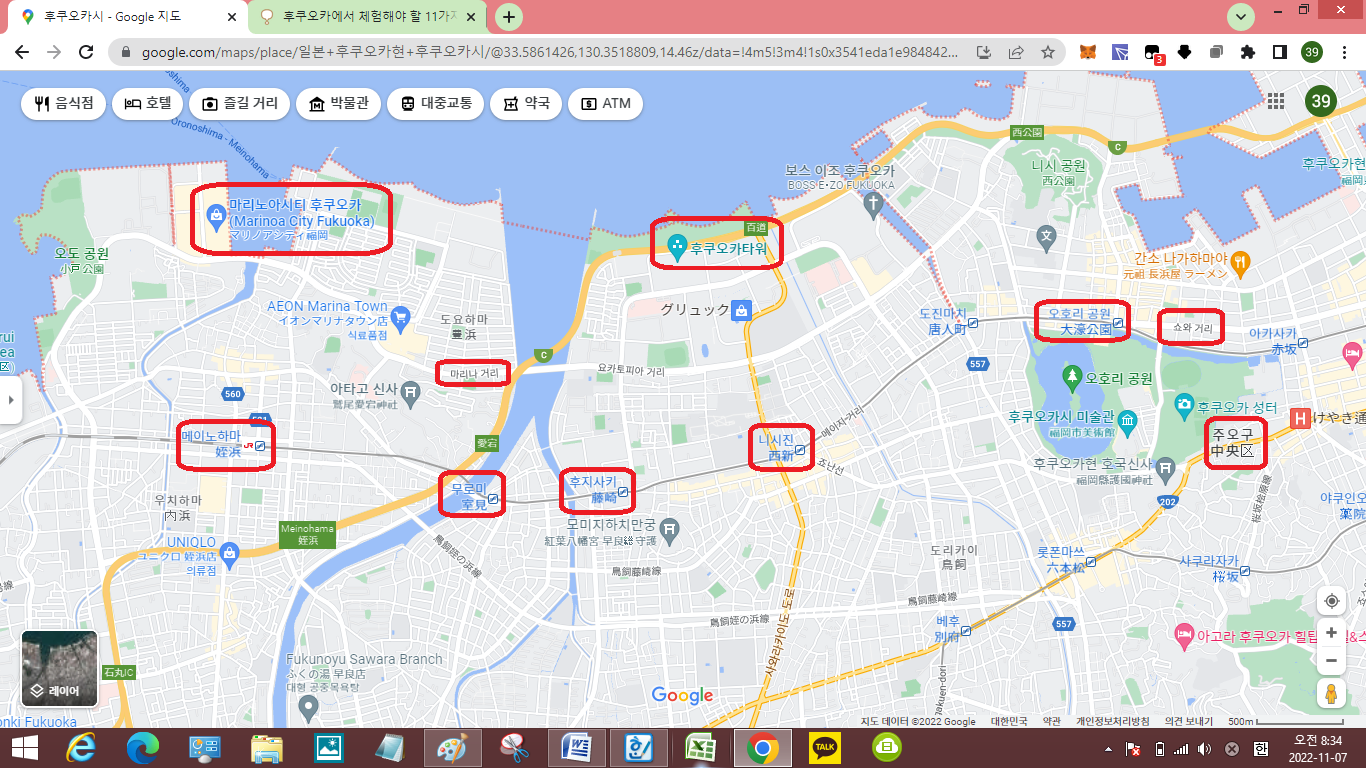 후쿠오카시 - Google 지도
후쿠오카에서 체험해야 할 11가지
google.com/maps/place/일본+후쿠오카현+후쿠오카시/@33.5861426,130.3518809,14.46z/data=!4m5!3m4!1s0x3541eda1e984842...
3
39
음식점
호텔
즐길 거리
박물관
대중교통
약국
ATM
39
Oronoshima - Meinohama
西公園
C
니시 공원
西公園
보스 이조 후쿠오카
BOSS E・ZO FUKUOKA
마리노아시티 후쿠오카
(Marinoa City Fukuoka)
マリノアシティ福岡
百道
후쿠오카타워
오도 공원
小戸公園
간소 나가하마야
元祖 長浜屋 ラーメン
AEON Marina Town
イオンマリナタウン店
식료품점
도요하마
豊浜
グリュック
도진마치
唐人町
오호리 공원
大濠公園
쇼와 거리
아카사카
赤坂
C
557
마리나 거리
요카토피아 거리
오호리 공원
560
아타고 신사
鷲尾愛宕神社
후쿠오카시 미술관
福岡市美術館
후쿠오카 성터
けやき通
메이노하마
JR
姪浜
愛宕
니시진
西新
메이지 거리
조난선
주오구
中央区
후쿠오카현 호국신사
福岡縣護國神社
무로미
室見
후지사키
藤崎
202
우치하마
内浜
Meinohama
姪浜
모미지하치만궁
紅葉八幡宮 早良総守護
桜坂桧原線
UNIQLO
ユニクロ 姪浜店
의류점
鳥飼姪の浜線
鳥飼藤崎線
도리카이
鳥飼
롯폰마쓰
六本松
사쿠라자카
桜坂
鳥飼姪の浜線
鳥飼藤崎線
베후
別府
557
사와라카이도 도로
아고라 후쿠오카 힐탑
Fukunoyu Sawara Branch
ふくの湯 早良店
대형 공중목욕탕
石丸IC
레이어
Google
지도 데이터 ©2022 Google
대한민국
약관
개인정보처리방침
의견 보내기
500m
TALK
한
오전 8:34
2022-11-07